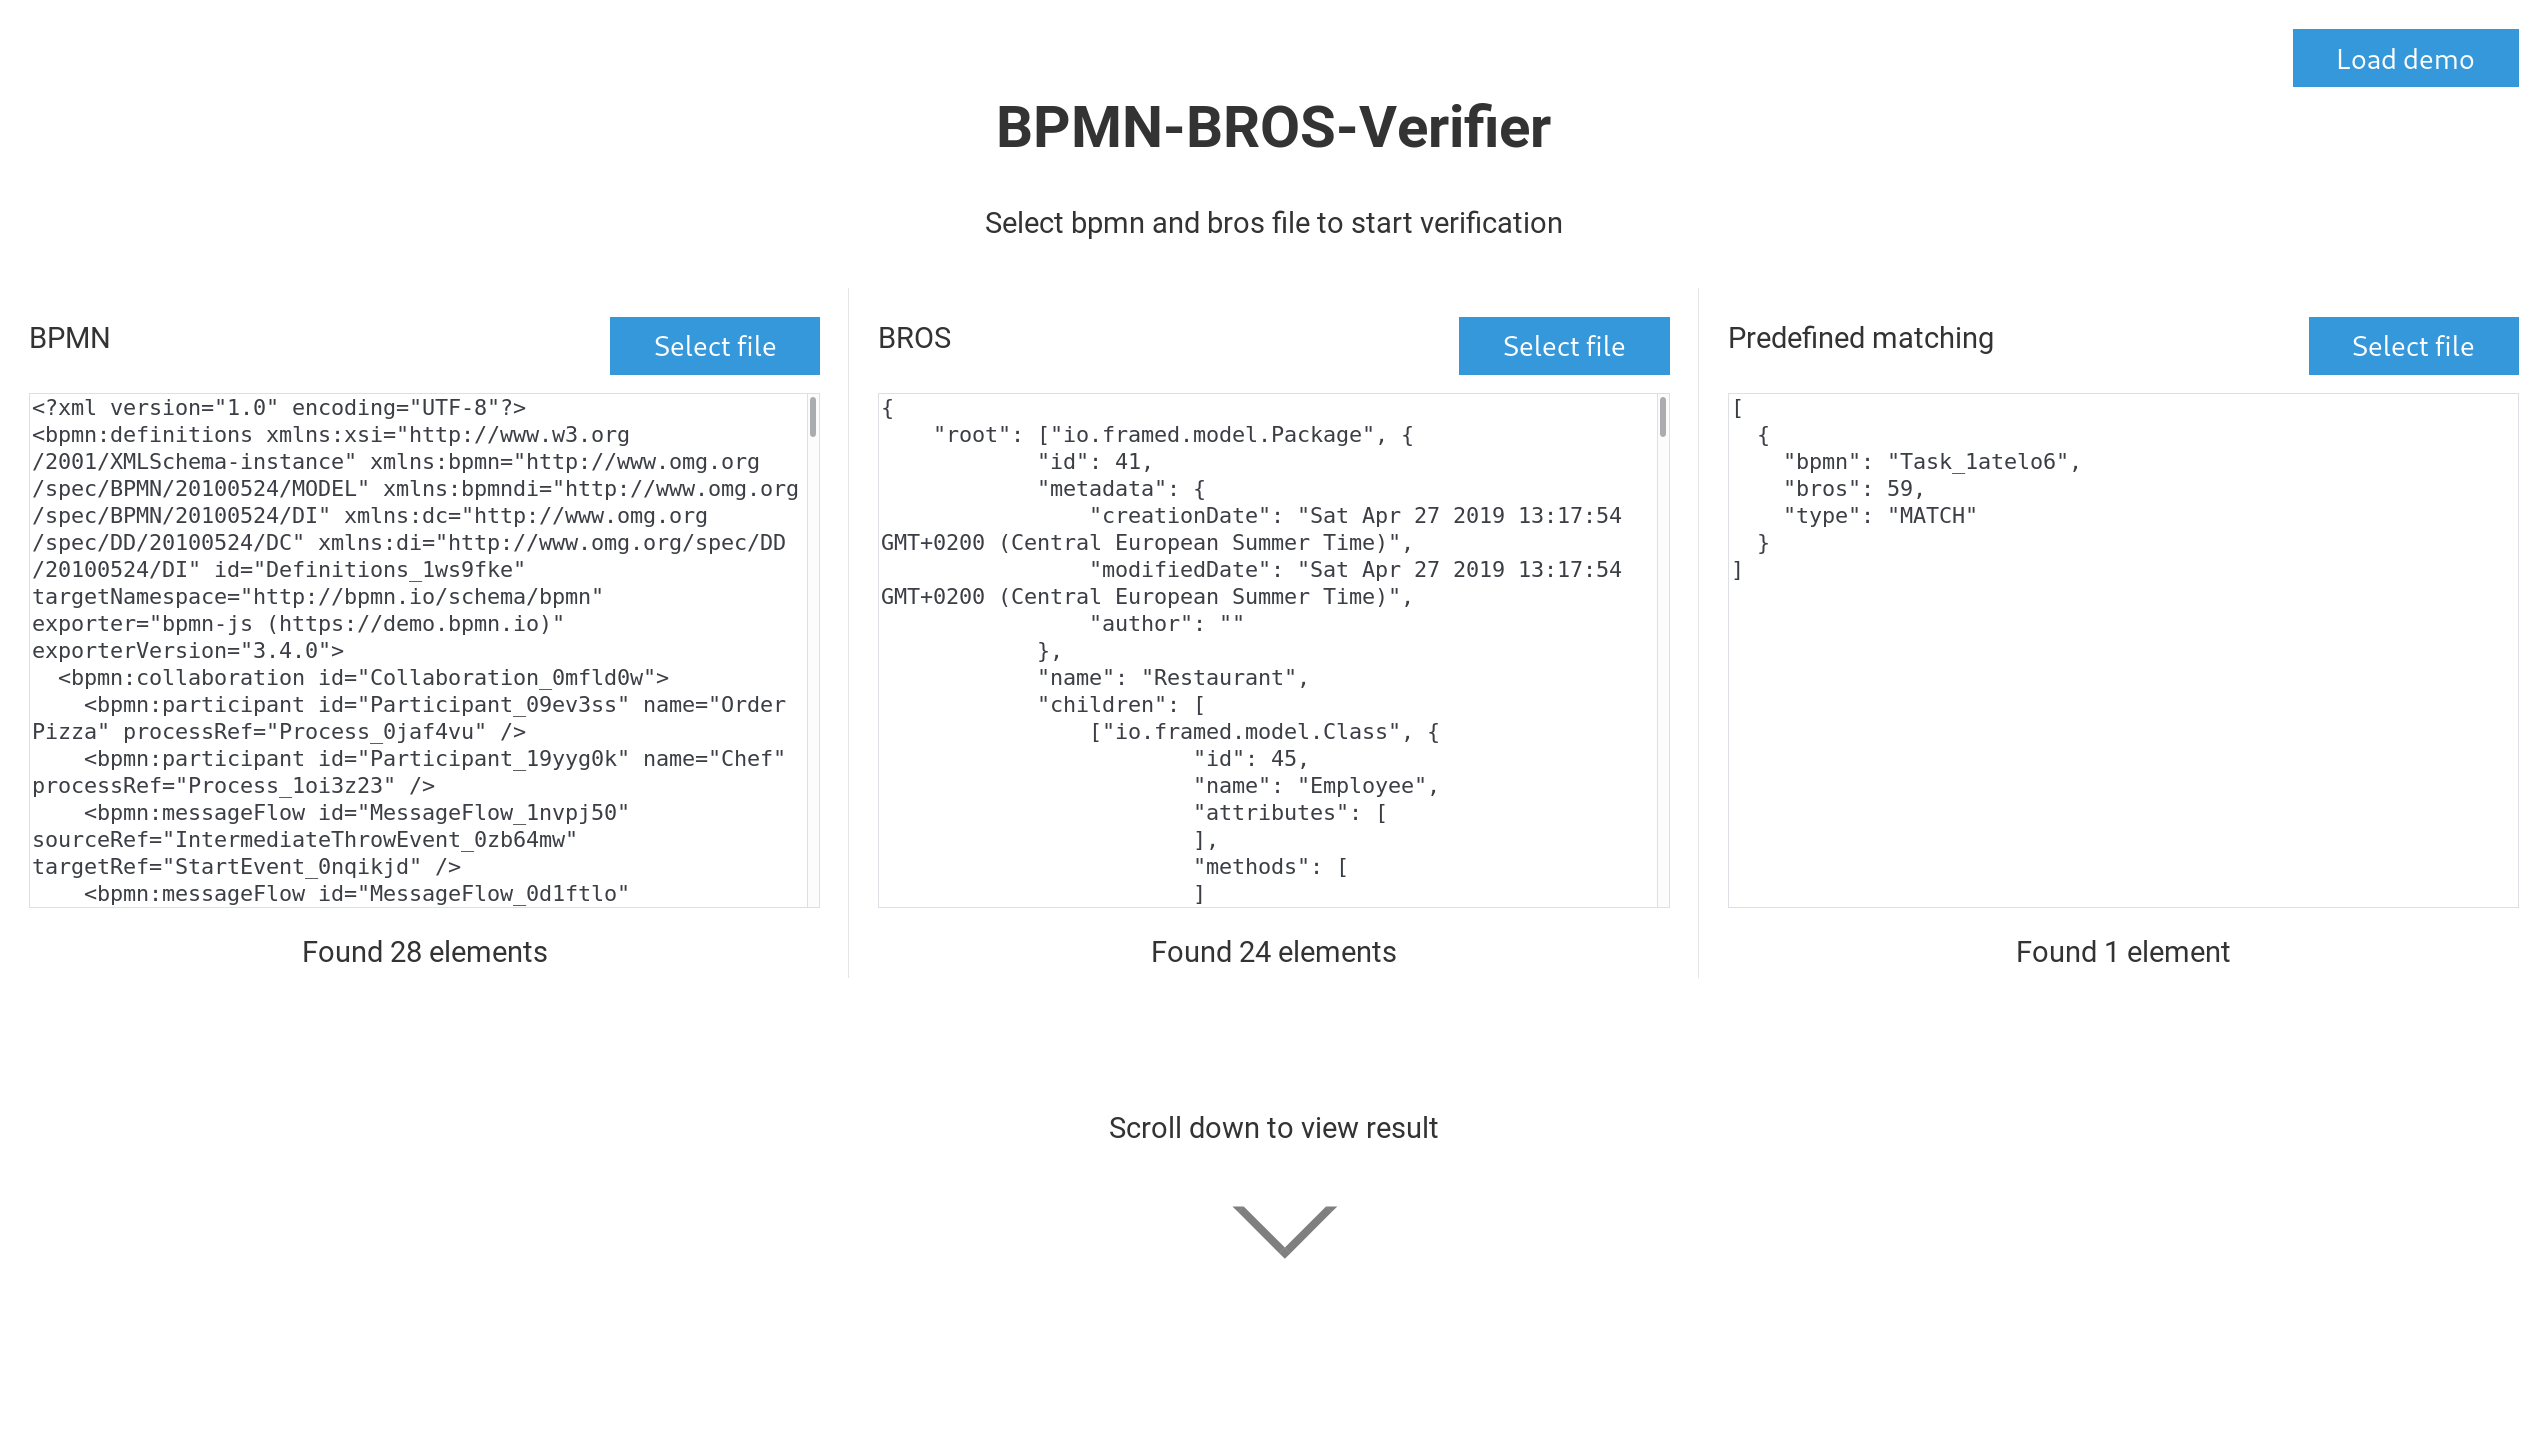 Load demo
BPMN-BROS-Verifier
Select bpmn and bros file to start verification
BPMN
Select file
<?xml version="1.0" encoding="UTF-8"?>
<bpmn:definitions xmlns:xsi="http://www.w3.org
/2001/XMLSchema-instance" xmlns:bpmn="http://www.omg.org
/spec/BPMN/20100524/MODEL" xmlns:bpmndi="http://www.omg.org
/spec/BPMN/20100524/DI" xmlns:dc="http://www.omg.org
/spec/DD/20100524/DC" xmlns:di="http://www.omg.org/spec/DD
/20100524/DI" id="Definitions_1ws9fke"
targetNamespace="http://bpmn.io/schema/bpmn"
exporter="bpmn-js (https://demo.bpmn.io)"
exporterVersion="3.4.0">
  <bpmn:collaboration id="Collaboration_0mfld0w">
    <bpmn:participant id="Participant_09ev3ss" name="Order
Pizza" processRef="Process_0jaf4vu" />
    <bpmn:participant id="Participant_19yyg0k" name="Chef"
processRef="Process_1oi3z23" />
    <bpmn:messageFlow id="MessageFlow_1nvpj50"
sourceRef="IntermediateThrowEvent_0zb64mw"
targetRef="StartEvent_0nqikjd" />
    <bpmn:messageFlow id="MessageFlow_0d1ftlo"
Found 28 elements
BROS
Select file
{
    "root": ["io.framed.model.Package", {
            "id": 41,
            "metadata": {
                "creationDate": "Sat Apr 27 2019 13:17:54
GMT+0200 (Central European Summer Time)",
                "modifiedDate": "Sat Apr 27 2019 13:17:54
GMT+0200 (Central European Summer Time)",
                "author": ""
            },
            "name": "Restaurant",
            "children": [
                ["io.framed.model.Class", {
                        "id": 45,
                        "name": "Employee",
                        "attributes": [
                        ],
                        "methods": [
                        ]
Found 24 elements
Predefined matching
Select file
[
  {
    "bpmn": "Task_1atelo6",
    "bros": 59,
    "type": "MATCH"
  }
]
Found 1 element
Scroll down to view result